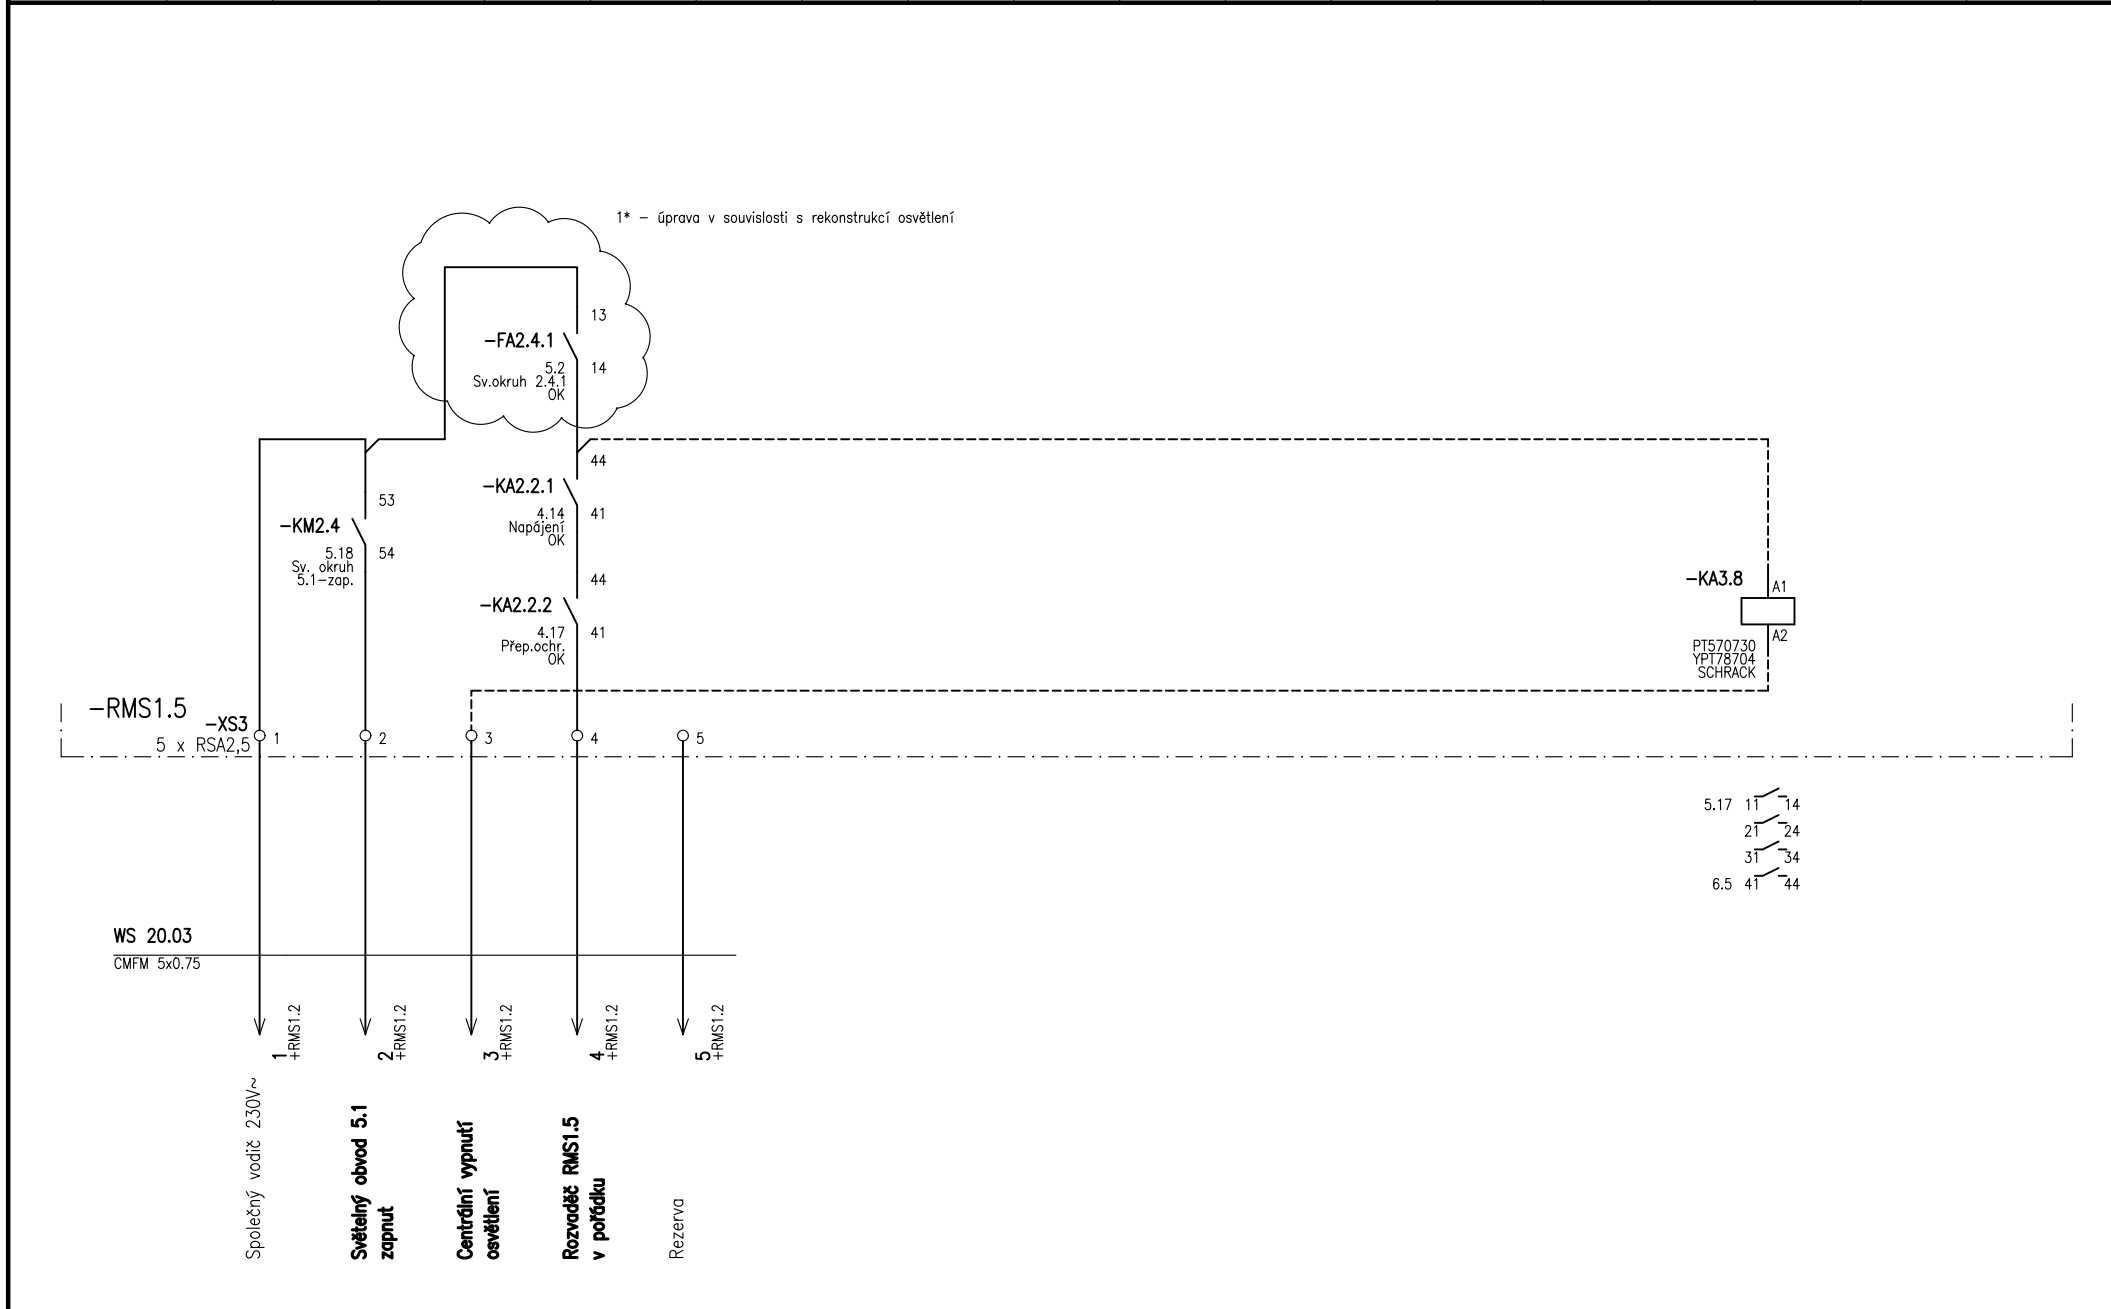 1* – úprava v souvislosti s rekonstrukcí osvětlení
13
–FA2.4.1
5.2
14
Sv.okruh 2.4.1
OK
44
–KA2.2.1
4.14
41
Napájení
OK
53
–KM2.4
5.18
54
Sv. okruh
5.1–zap.
44
–KA2.2.2
4.17
41
Přep.ochr.
OK
–KA3.8
A1
A2
PT570730
YPT78704
SCHRACK
–RMS1.5
–XS3
5 x RSA2,5
1
2
3
4
5
5.17 11 14
21 24
31 34
6.5 41 44
WS 20.03
CMFM 5x0.75
1
+RMS1.2
2
+RMS1.2
3
+RMS1.2
4
+RMS1.2
5
+RMS1.2
Společný vodič 230V~
Světelný obvod 5.1
zapnut
Centrální vypnutí
osvětlení
Rozvaděč RMS1.5
v pořádku
Rezerva